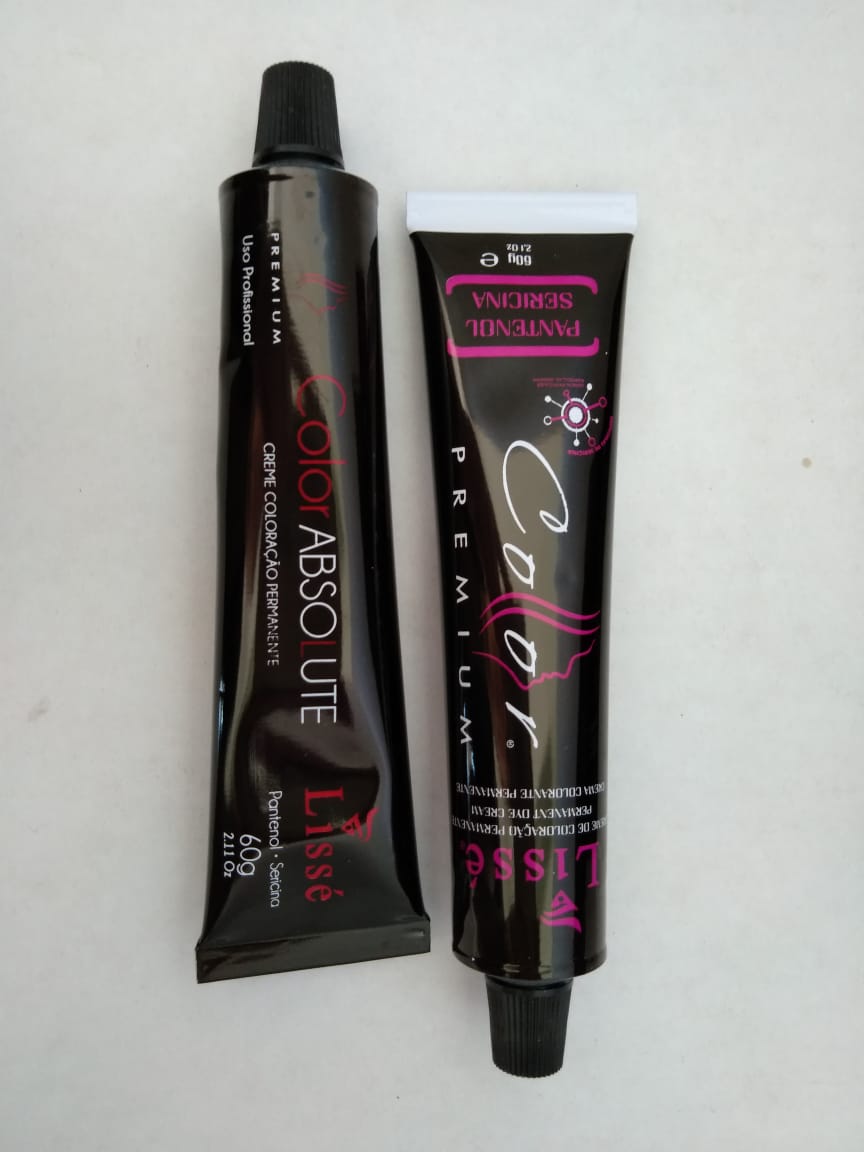 PREMIUM
Uso Profissional
Color ABSOLUTE
CREME COLORAÇÃO PERMANENTE
Lissé
Pantenol • Sericina
60g
2.11 Oz
Lissé
CREME DE COLORAÇÃO PERMANENTE
PERMANENT DYE CREAM
CREMA COLORANTE PERMANENTE
Collor®
PREMIUM
PANTENOL
SERICINA
60g e
2.1 Oz